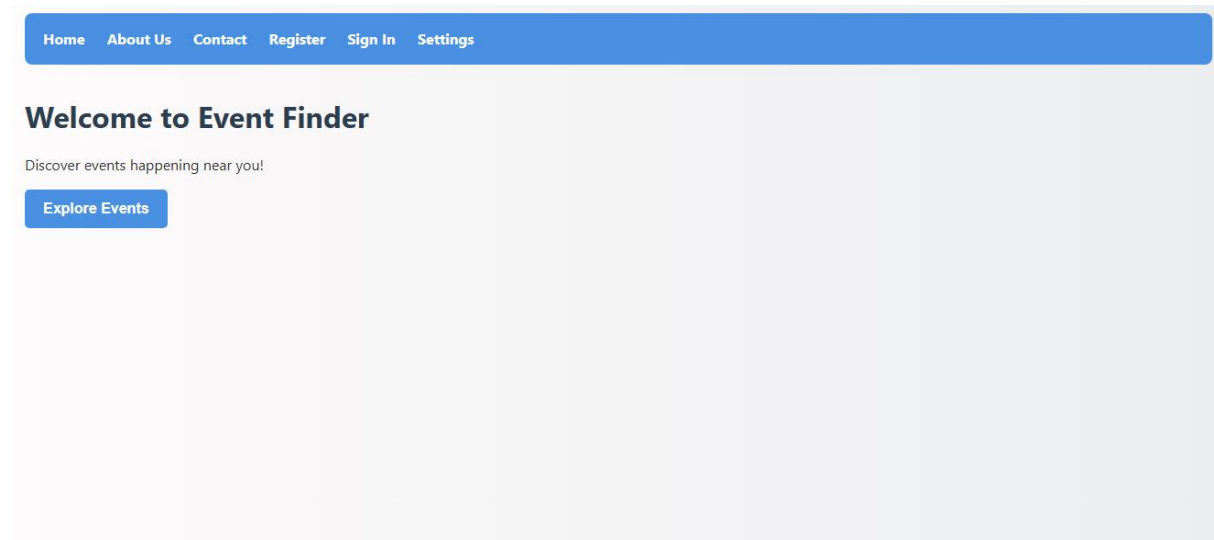 Home About Us Contact Register Sign In Settings
Welcome to Event Finder
Discover events happening near you!
Explore Events